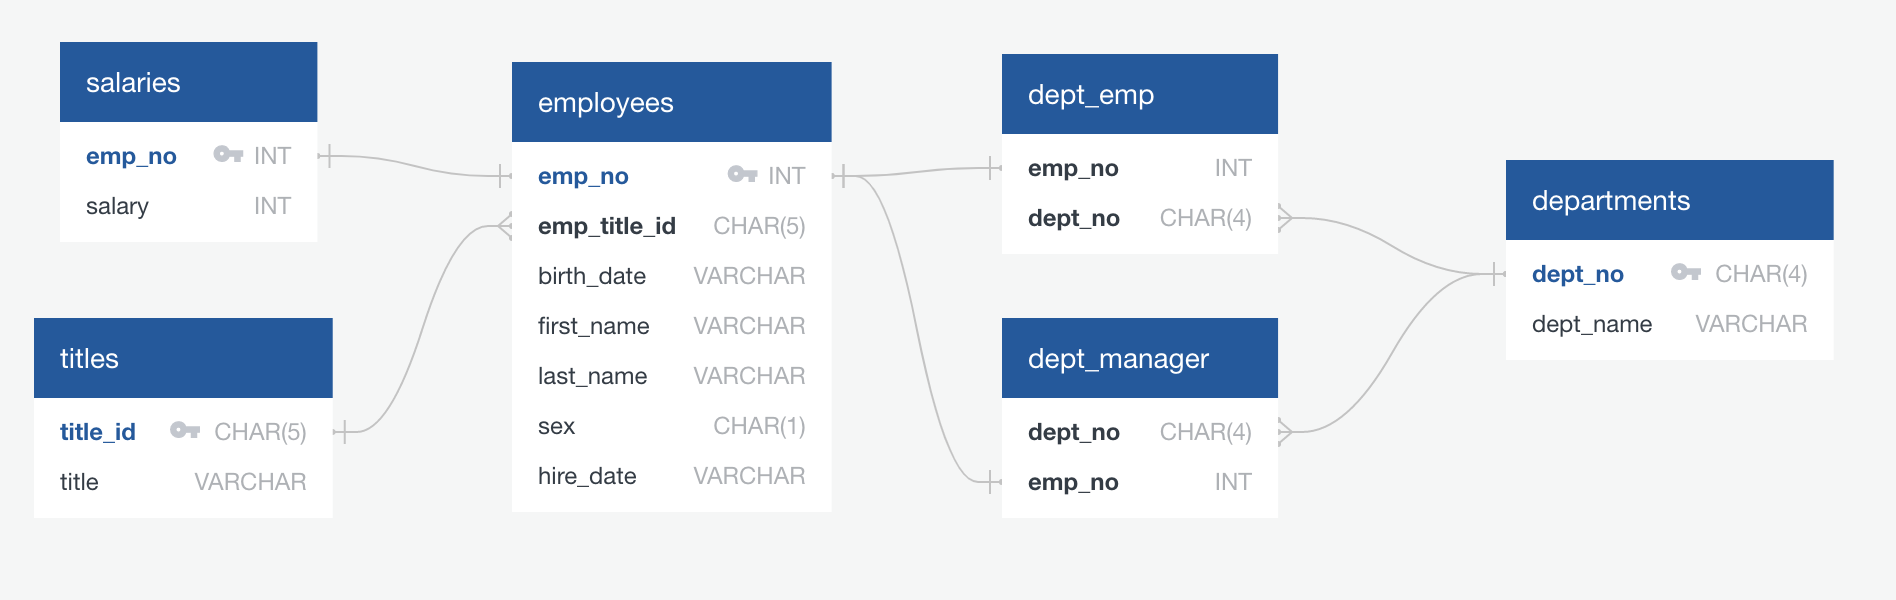 salaries
emp_no INT
salary INT
titles
title_id CHAR(5)
title VARCHAR
employees
emp_no INT
emp_title_id CHAR(5)
birth_date VARCHAR
first_name VARCHAR
last_name VARCHAR
sex CHAR(1)
hire_date VARCHAR
dept_emp
emp_no INT
dept_no CHAR(4)
dept_manager
dept_no CHAR(4)
emp_no INT
departments
dept_no CHAR(4)
dept_name VARCHAR